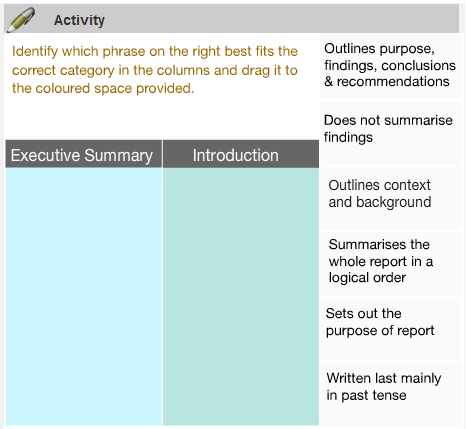 Activity
Identify which phrase on the right best fits the
correct category in the columns and drag it to
the coloured space provided.
Executive Summary
Introduction
Outlines purpose,
findings, conclusions
& recommendations
Does not summarise
findings
Outlines context
and background
Summarises the
whole report in a
logical order
Sets out the
purpose of report
Written last mainly
in past tense